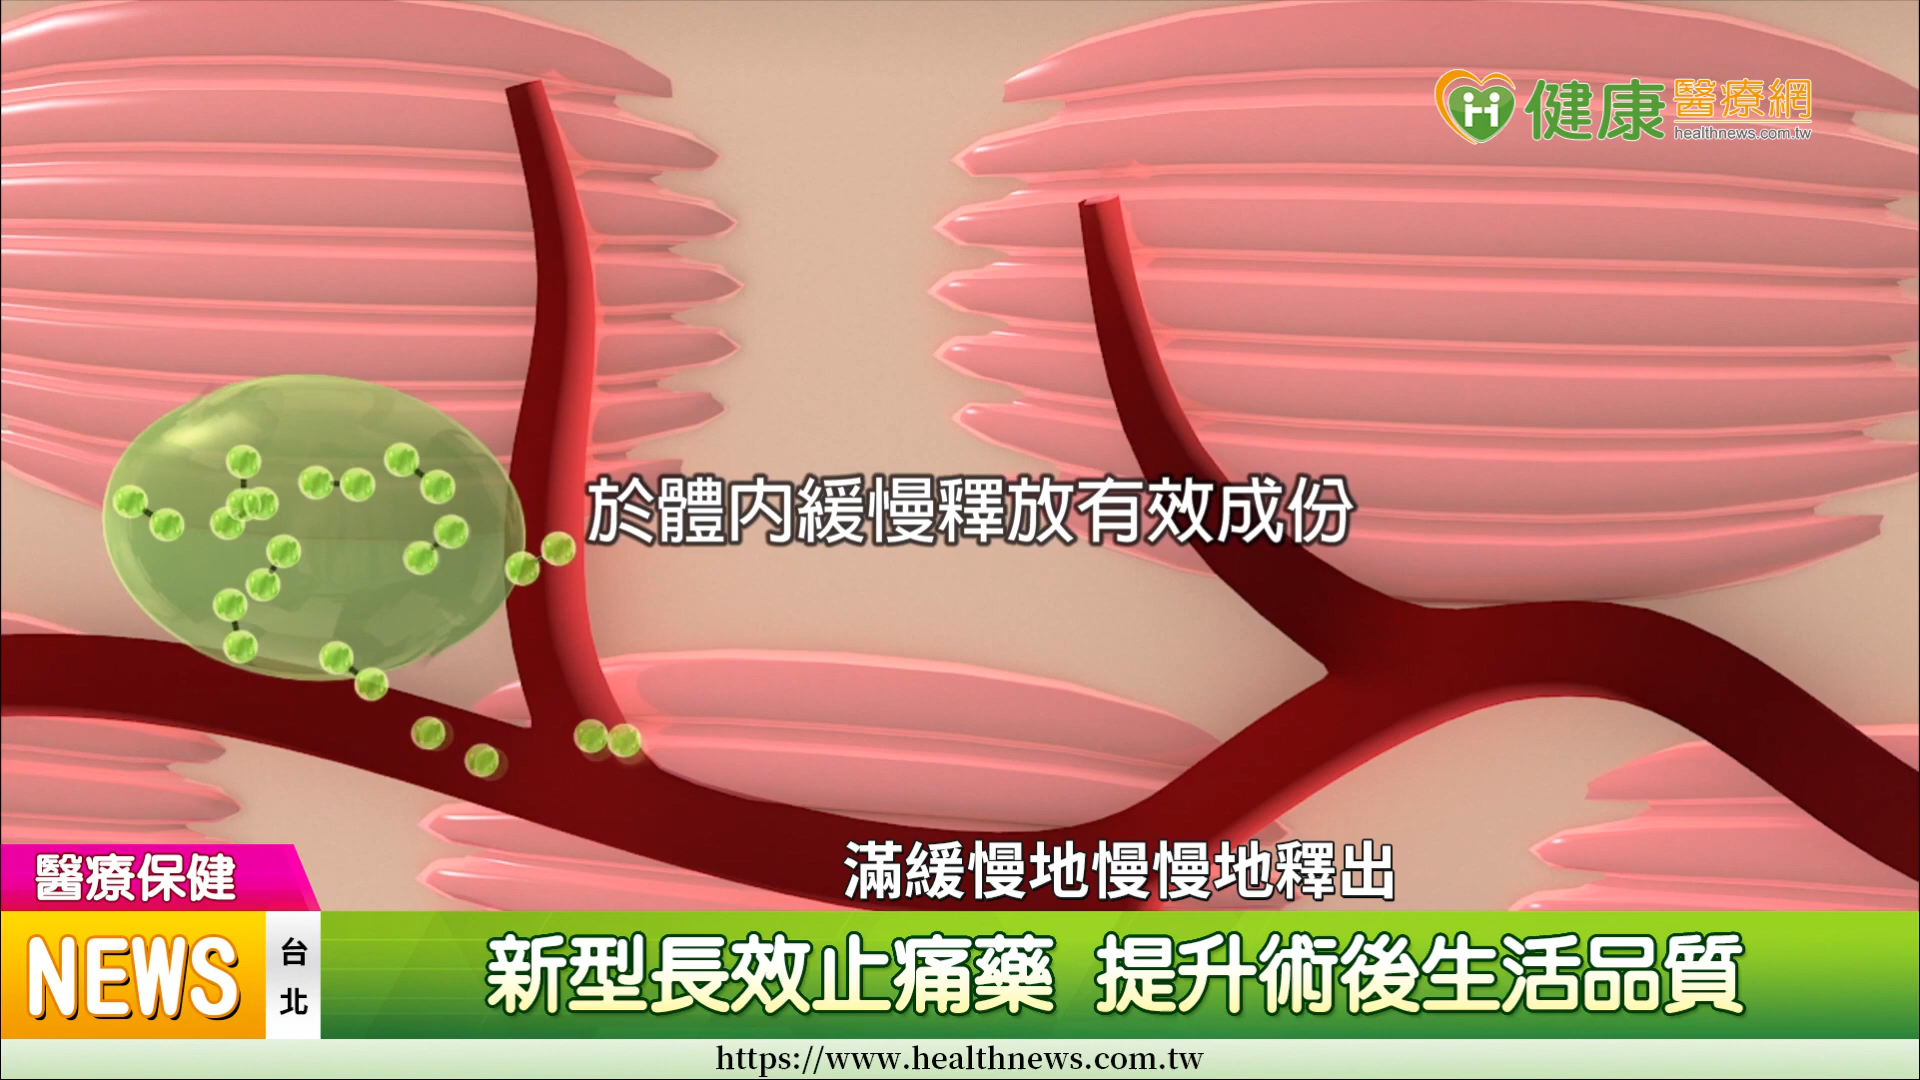 健康醫療網
healthnews.com.tw
於體內緩慢釋放有效成份
滿緩慢地慢慢地釋出
醫療保健
NEWS
台北
新型長效止痛藥 提升術後生活品質
https://www.healthnews.com.tw